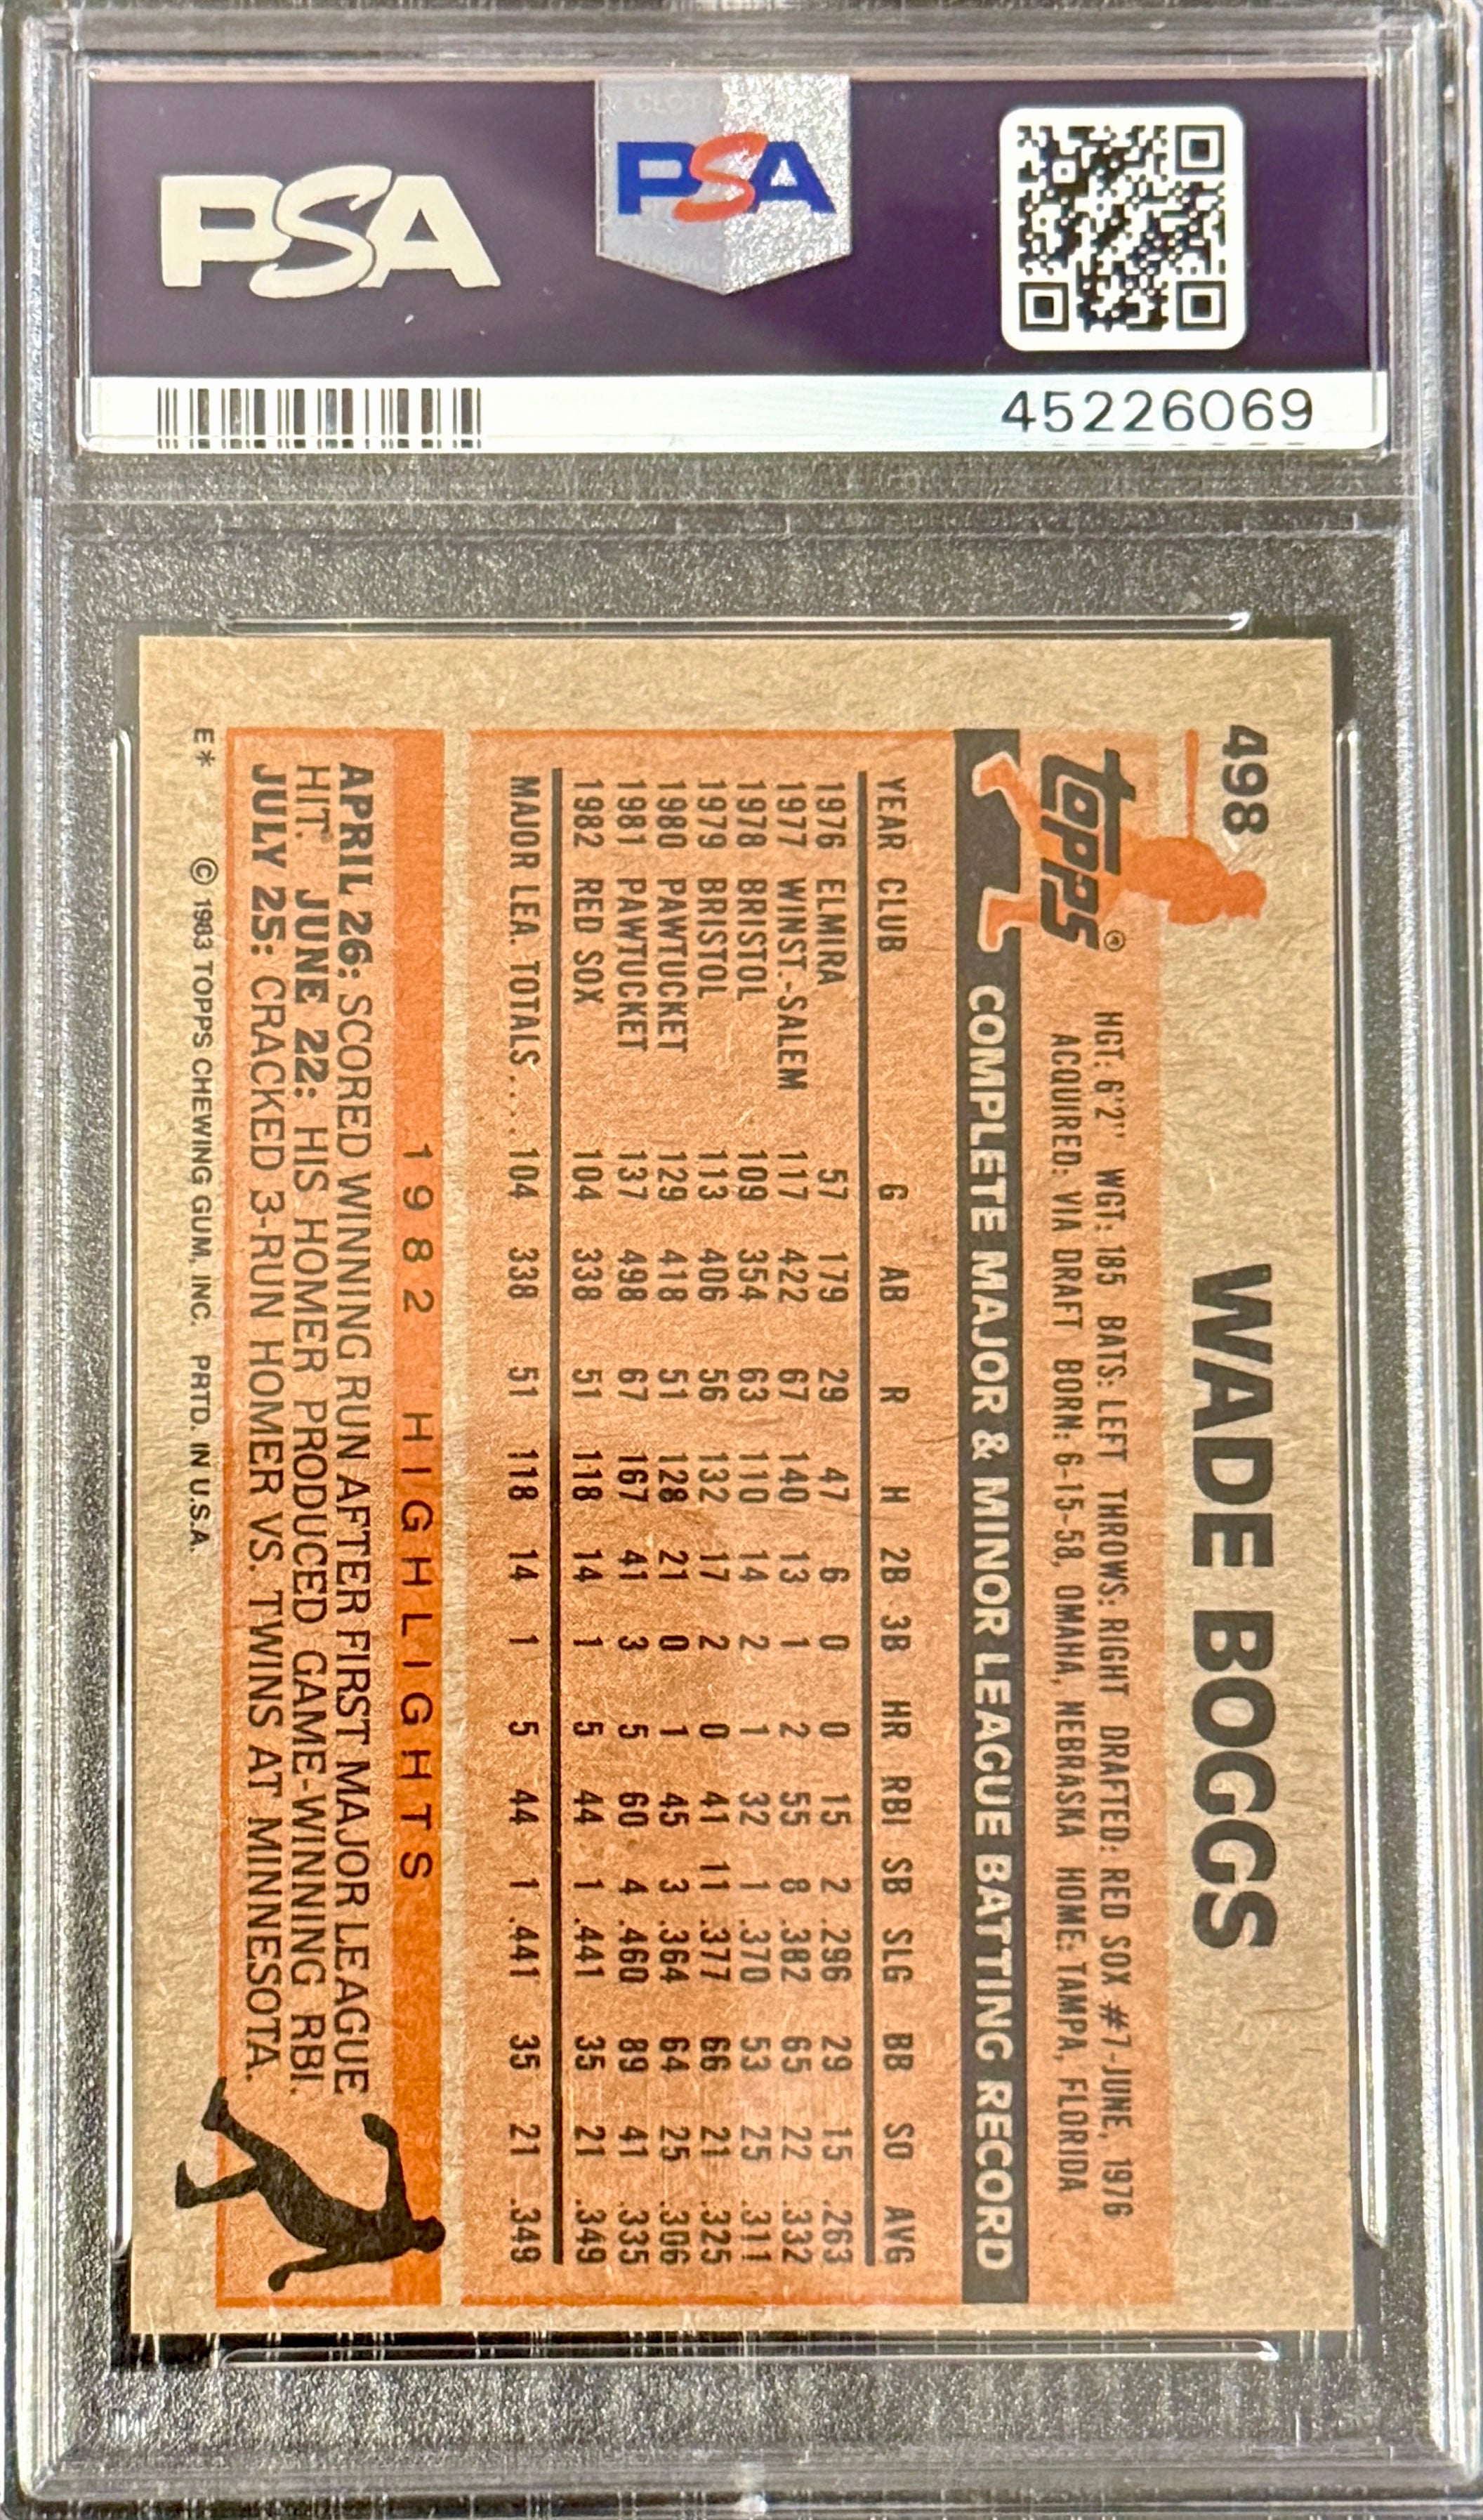 PSA
PSA
45226069
498
WADE BOGGS
topps®
HGT: 6'2" WGT: 185 BATS: LEFT THROWS: RIGHT DRAFTED: RED SOX #7-JUNE, 1976
ACQUIRED: VIA DRAFT BORN: 6-15-58, OMAHA, NEBRASKA HOME: TAMPA, FLORIDA
COMPLETE MAJOR & MINOR LEAGUE BATTING RECORD
YEAR CLUB G AB R H 2B 3B HR RBI SB SLG BB SO AVG
1976 ELMIRA 57 179 29 47 6 0 0 15 2 .296 29 15 .263
1977 WINST.-SALEM 117 422 67 140 13 1 2 55 8 .382 65 22 .332
1978 BRISTOL 109 354 63 110 14 2 1 32 1 .370 53 25 .311
1979 BRISTOL 113 406 56 132 17 2 0 41 11 .377 66 21 .325
1980 PAWTUCKET 129 418 51 128 21 0 1 45 3 .364 64 25 .306
1981 PAWTUCKET 137 498 67 167 41 3 5 60 4 .460 89 41 .335
1982 RED SOX 104 338 51 118 14 1 5 44 1 .441 35 21 .349
MAJOR LEA. TOTALS .... 104 338 51 118 14 1 5 44 1 .441 35 21 .349
1982 HIGHLIGHTS
APRIL 26: SCORED WINNING RUN AFTER FIRST MAJOR LEAGUE
HIT. JUNE 22: HIS HOMER PRODUCED GAME-WINNING RBI.
JULY 25: CRACKED 3-RUN HOMER VS. TWINS AT MINNESOTA.
E* © 1983 TOPPS CHEWING GUM, INC. PRTD. IN U.S.A.